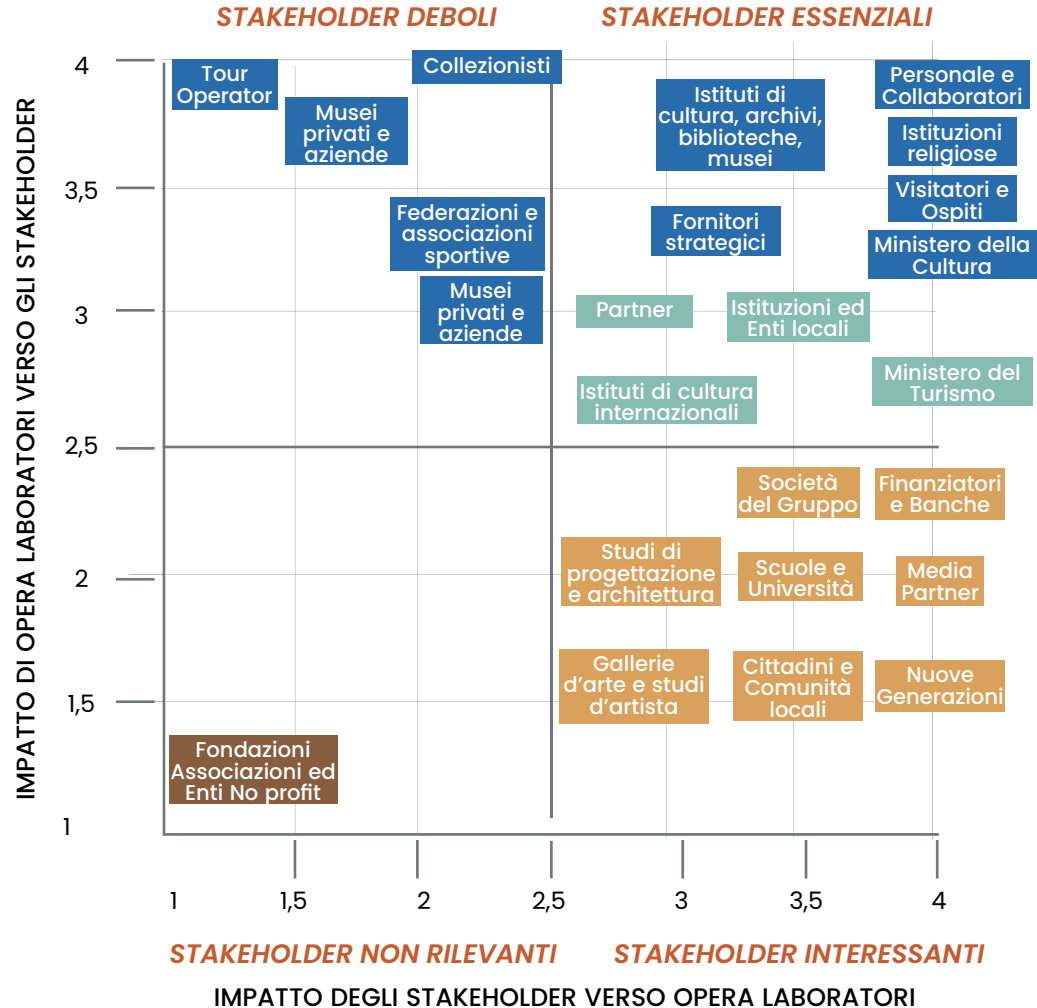 STAKEHOLDER DEBOLI
STAKEHOLDER ESSENZIALI
IMPATTO DI OPERA LABORATORI VERSO GLI STAKEHOLDER
4
3,5
3
2,5
2
1,5
1
Tour
Operator
Collezionisti
Musei
privati e
aziende
Federazioni e
associazioni
sportive
Musei
privati e
aziende
Istituti di
cultura, archivi,
biblioteche,
musei
Personale e
Collaboratori
Istituzioni
religiose
Visitatori e
Ospiti
Fornitori
strategici
Ministero della
Cultura
Partner
Istituzioni ed
Enti locali
Istituti di cultura
internazionali
Ministero del
Turismo
Società
del Gruppo
Finanziatori
e Banche
Studi di
progettazione
e architettura
Scuole e
Università
Media
Partner
Gallerie
d’arte e studi
d’artista
Cittadini e
Comunità
locali
Nuove
Generazioni
Fondazioni
Associazioni ed
Enti No profit
1
1,5
2
2,5
3
3,5
4
STAKEHOLDER NON RILEVANTI
STAKEHOLDER INTERESSANTI
IMPATTO DEGLI STAKEHOLDER VERSO OPERA LABORATORI